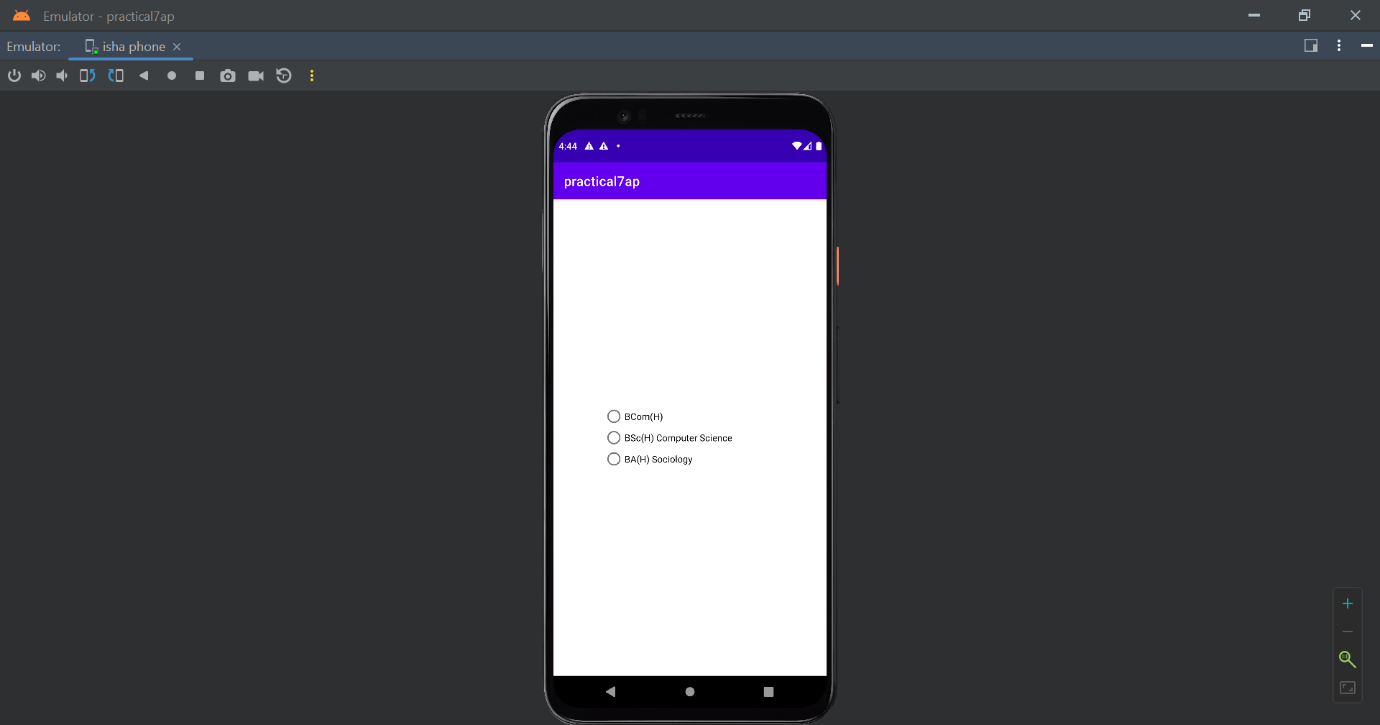 Emulator - practical7ap
Emulator: isha phone
4:44
practical7ap
BCom(H)
BSc(H) Computer Science
BA(H) Sociology